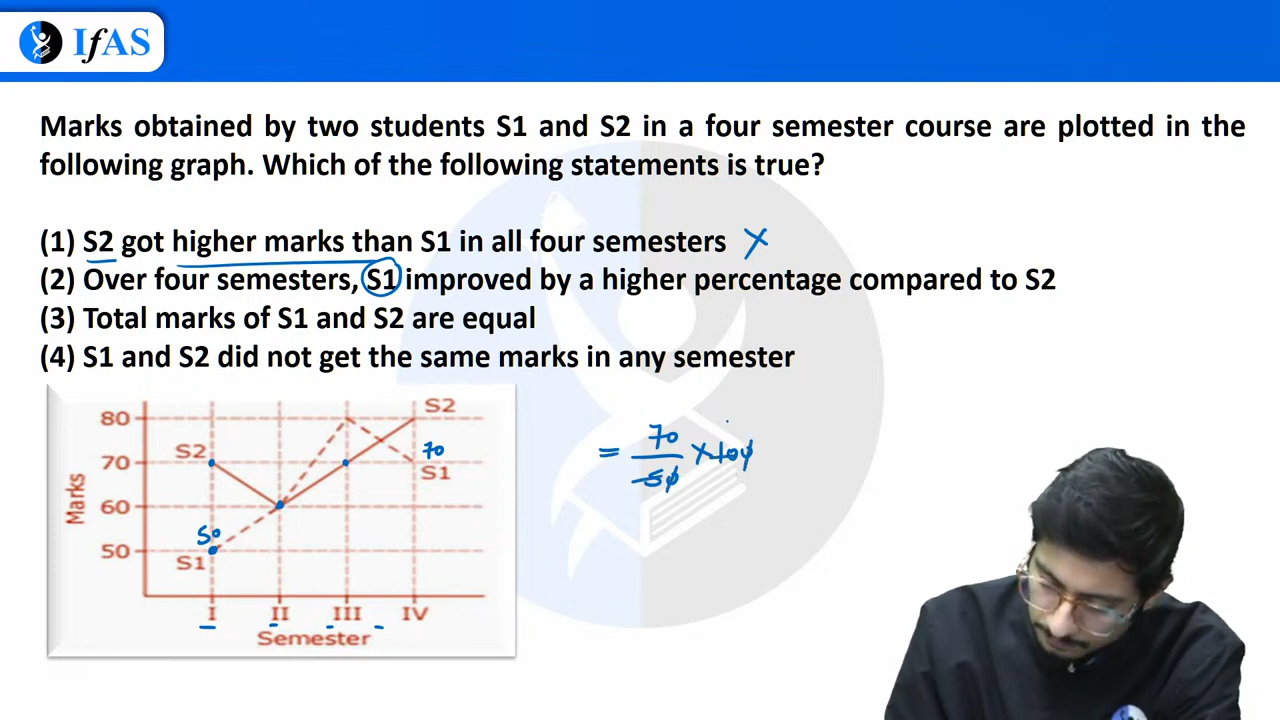 IfAS
Marks obtained by two students S1 and S2 in a four semester course are plotted in the
following graph. Which of the following statements is true?
(1) S2 got higher marks than S1 in all four semesters X
(2) Over four semesters, S1 improved by a higher percentage compared to S2
(3) Total marks of S1 and S2 are equal
(4) S1 and S2 did not get the same marks in any semester
S2
80
S2
70
70
S1
= 70/50 × 100
Marks
60
50
50
S1
I II III IV
Semester